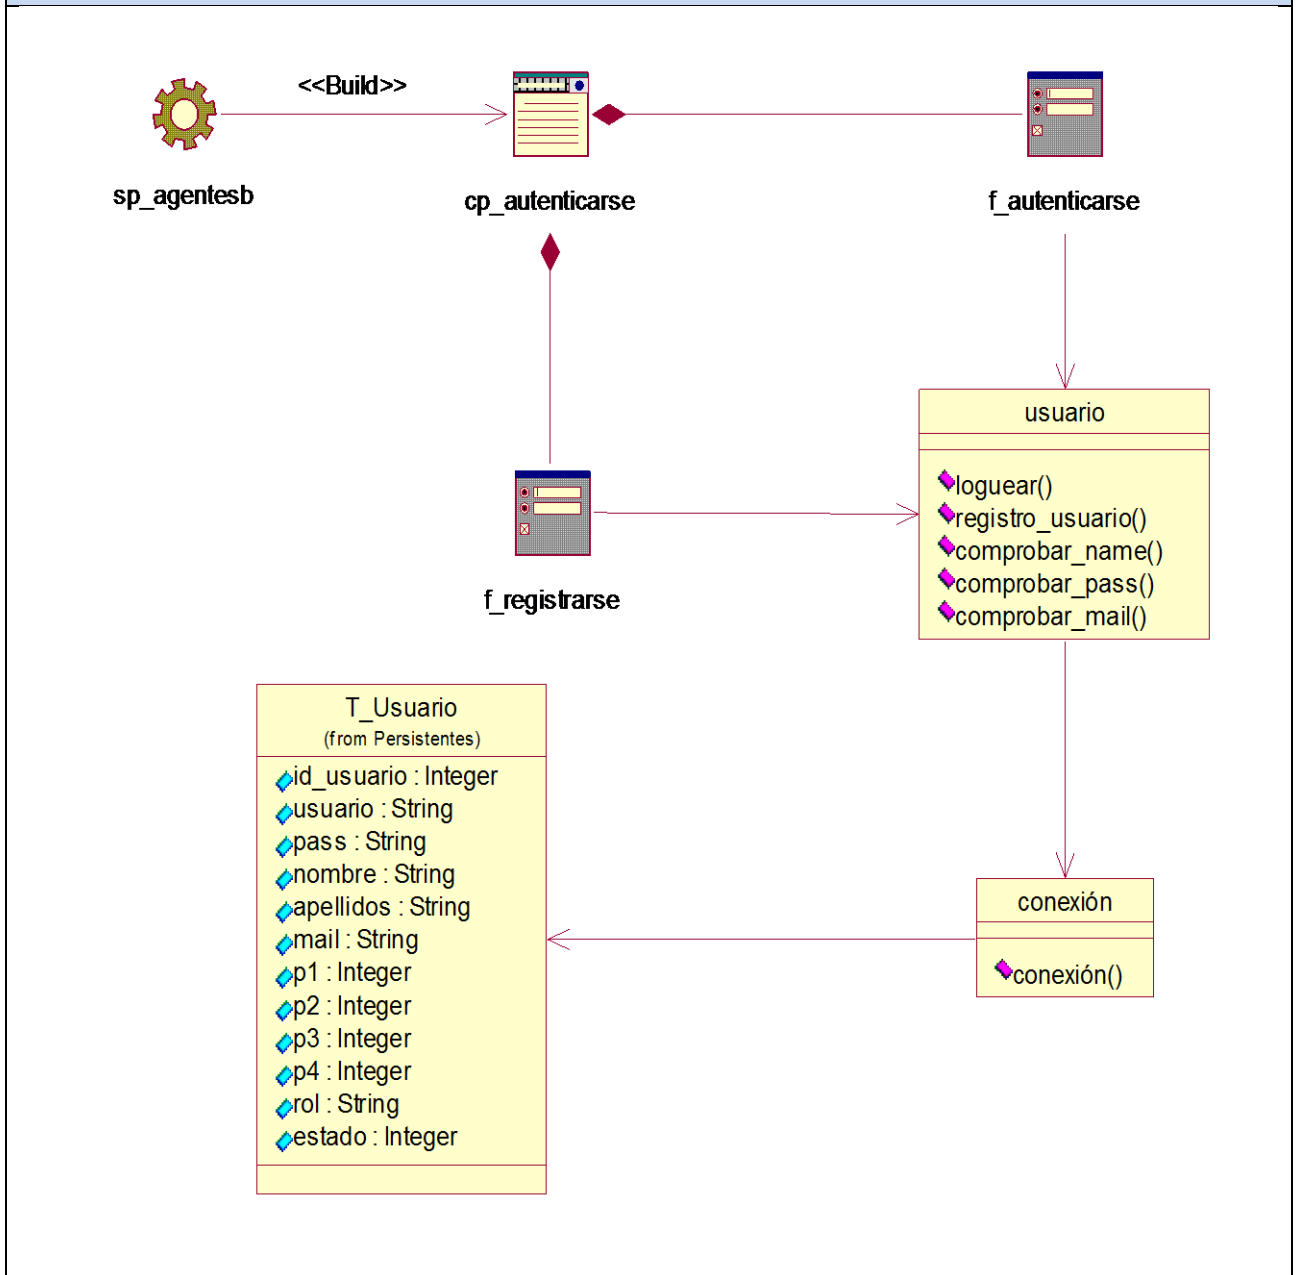 <<Build>>
sp_agentesb
cp_autenticarse
f_autenticarse
usuario
loguear()
registro_usuario()
comprobar_name()
comprobar_pass()
comprobar_mail()
f_registrarse
T_Usuario
(from Persistentes)
id_usuario : Integer
usuario : String
pass : String
nombre : String
apellidos : String
mail : String
p1 : Integer
p2 : Integer
p3 : Integer
p4 : Integer
rol : String
estado : Integer
conexión
conexión()